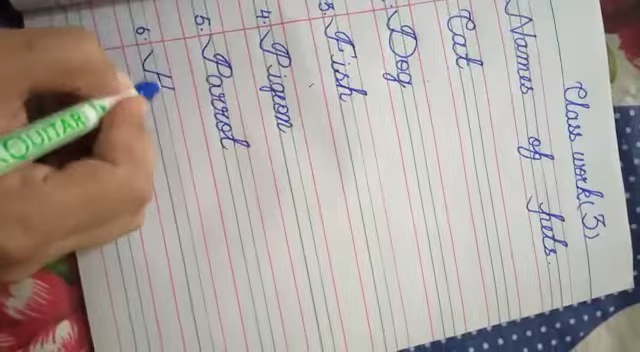 Class work (3)
Names of pets.
Cat
Dog
3. Fish
4. Pigeon
5. Parrot
6.
QUITAR